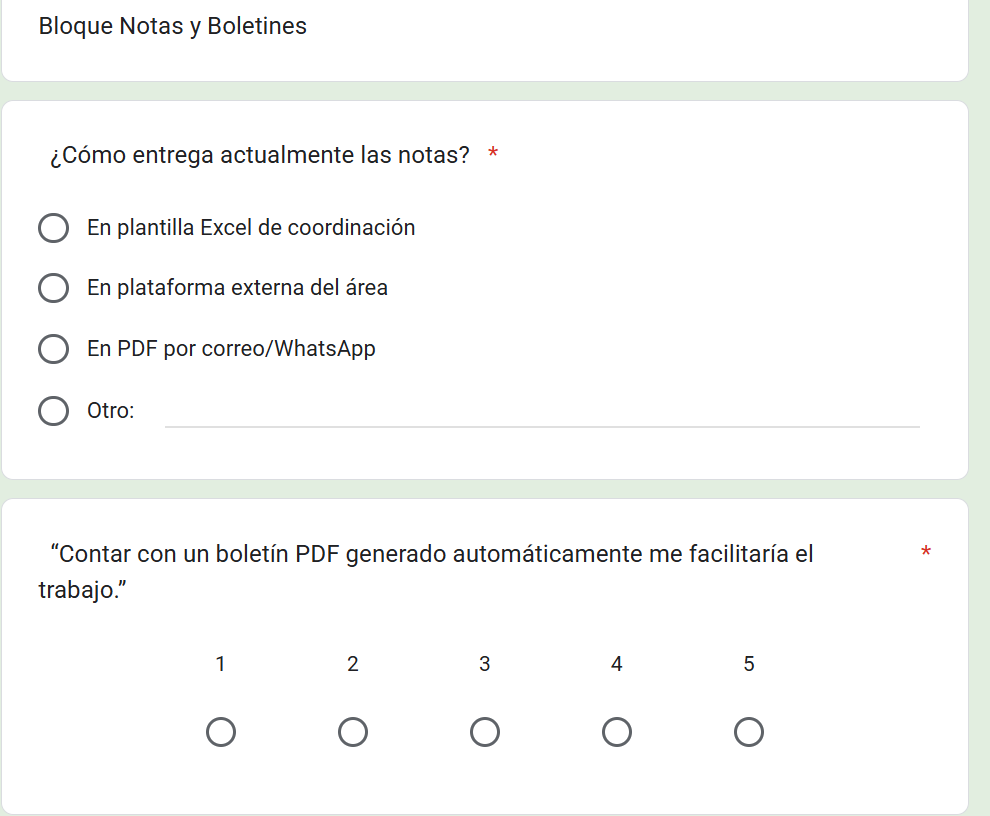 Bloque Notas y Boletines
¿Cómo entrega actualmente las notas? *
En plantilla Excel de coordinación
En plataforma externa del área
En PDF por correo/WhatsApp
Otro:
“Contar con un boletín PDF generado automáticamente me facilitaría el *
trabajo.”
1 2 3 4 5